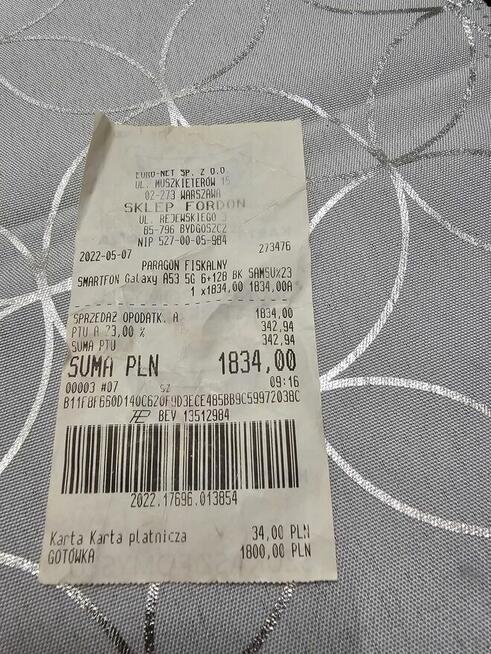 EURO-NET SP. Z O.O.
UL. MUSZKIETERÓW 15
02-273 WARSZAWA
SKLEP FORDON
UL. REJEWSKIEGO 3
85-796 BYDGOSZCZ
NIP 527-00-05-984
2022-05-07 273476
PARAGON FISKALNY
SMARTFON Galaxy A53 5G 6+128 BK SAMSUx23
1 x1834,00 1834,00A
SPRZEDAŻ OPODATK. A 1834,00
PTU A 23,00 % 342,94
SUMA PTU 342,94
SUMA PLN 1834,00
00003 #07 SZ 09:16
BEV 13512984
2022.17696.013854
Karta Karta płatnicza 34,00 PLN
GOTÓWKA 1800,00 PLN